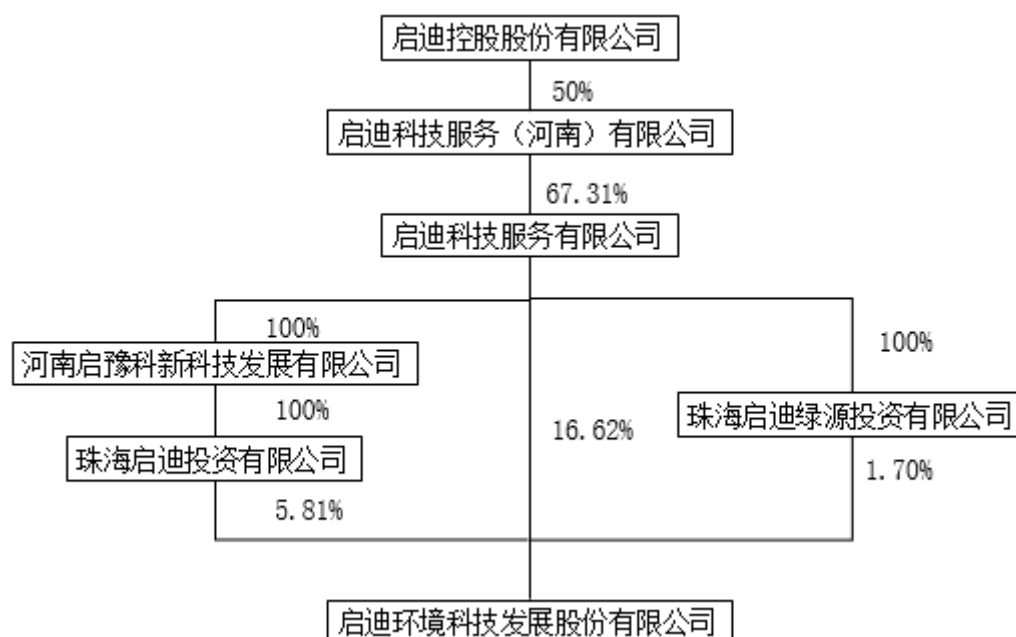 启迪控股股份有限公司
50%
启迪科技服务（河南）有限公司
67.31%
启迪科技服务有限公司
100%
100%
河南启豫科新科技发展有限公司
100%
16.62%
珠海启迪绿源投资有限公司
珠海启迪投资有限公司
1.70%
5.81%
启迪环境科技发展股份有限公司